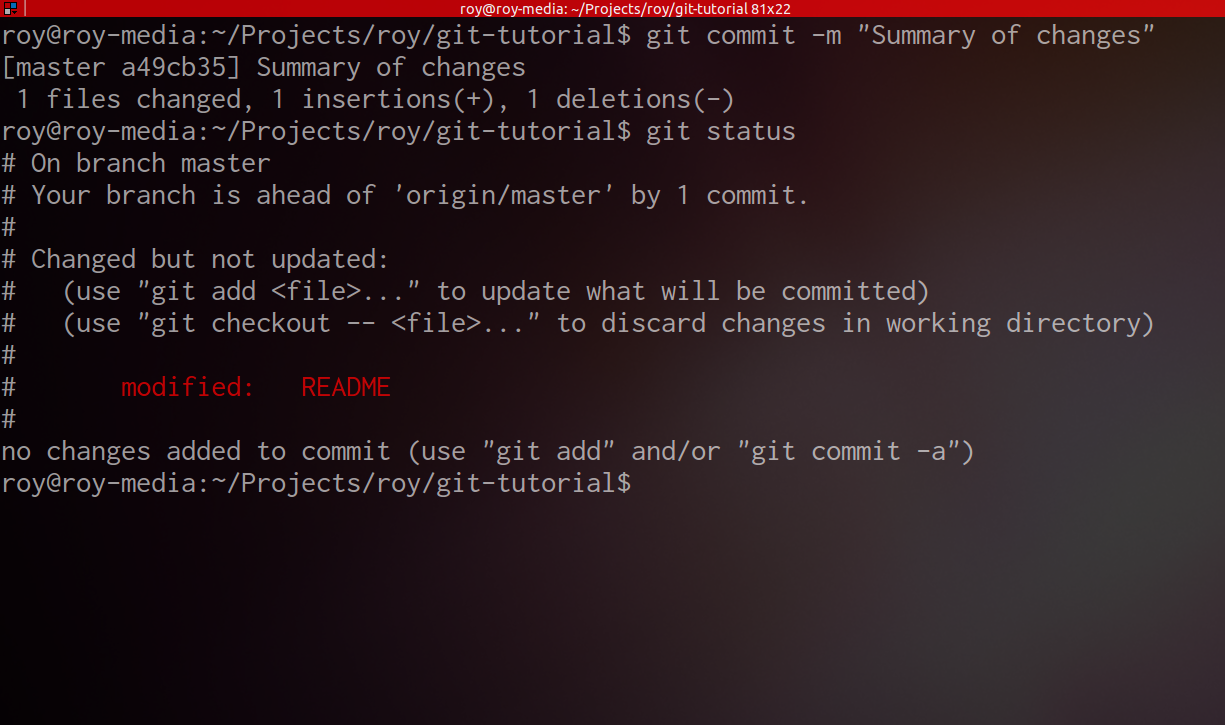 roy@roy-media: ~/Projects/roy/git-tutorial 81x22
roy@roy-media:~/Projects/roy/git-tutorial$ git commit -m "Summary of changes"
[master a49cb35] Summary of changes
 1 files changed, 1 insertions(+), 1 deletions(-)
roy@roy-media:~/Projects/roy/git-tutorial$ git status
# On branch master
# Your branch is ahead of 'origin/master' by 1 commit.
#
# Changed but not updated:
#   (use "git add <file>..." to update what will be committed)
#   (use "git checkout -- <file>..." to discard changes in working directory)
#
#       modified:   README
#
no changes added to commit (use "git add" and/or "git commit -a")
roy@roy-media:~/Projects/roy/git-tutorial$